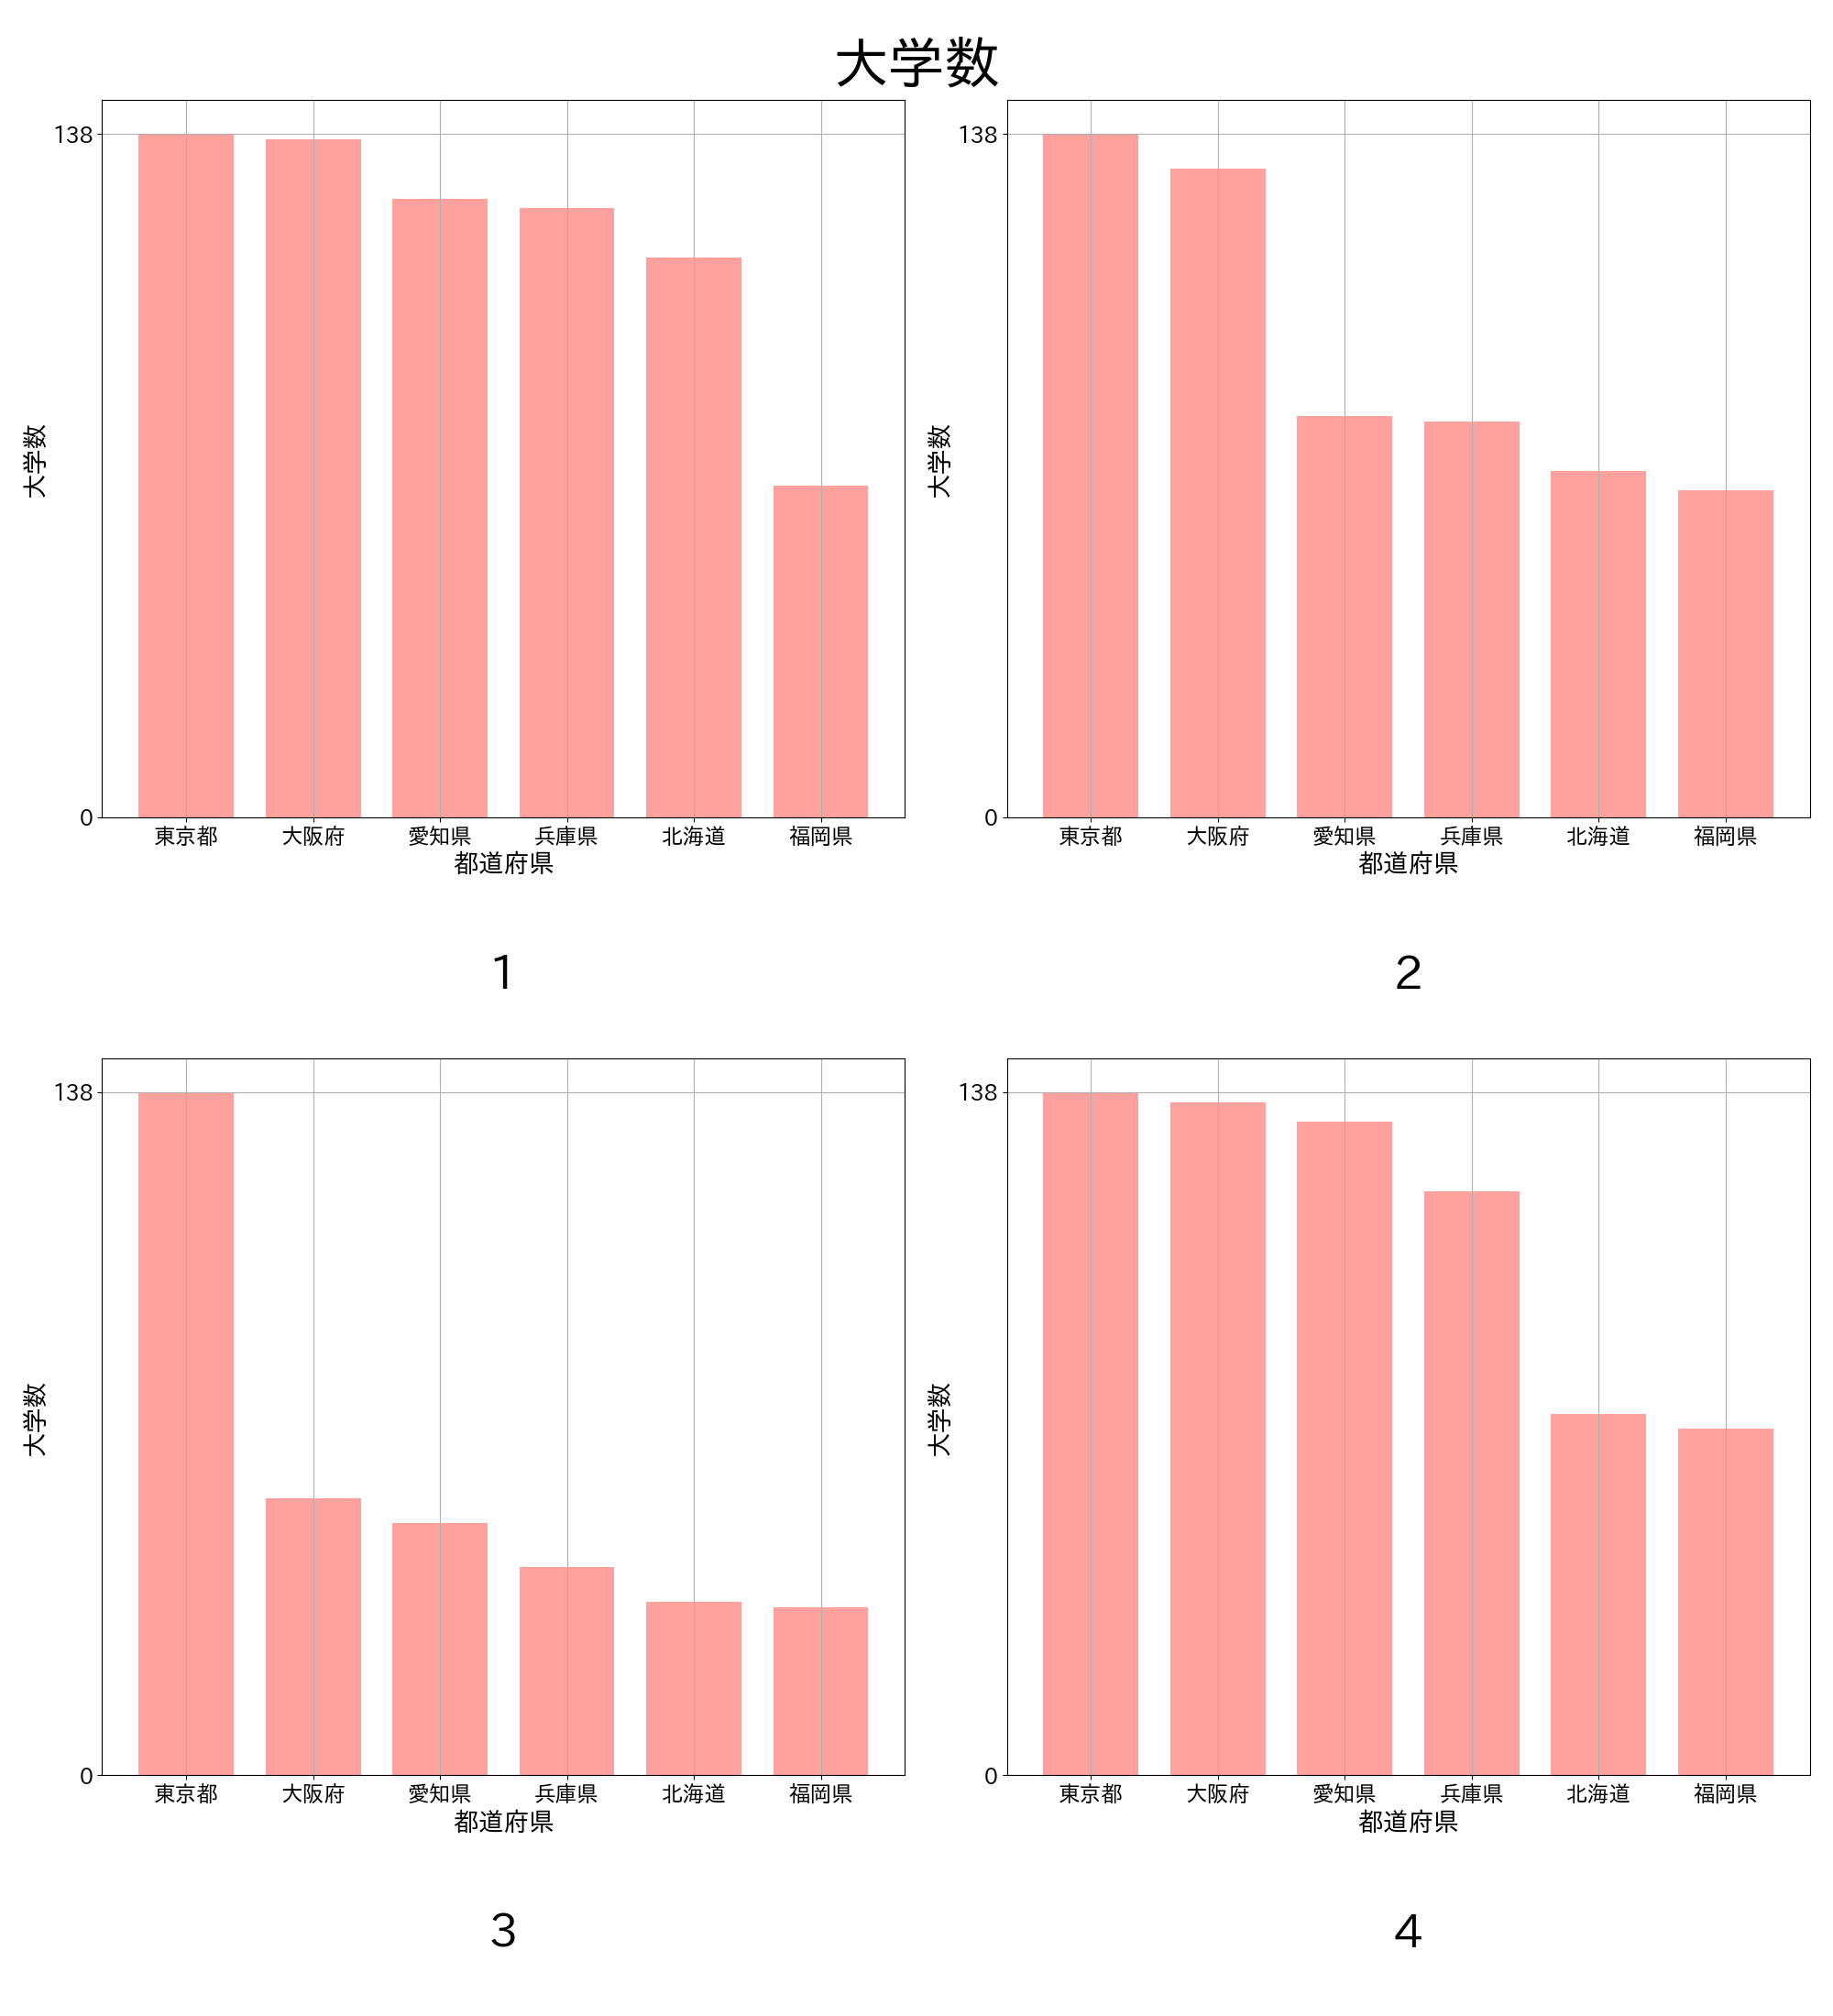 大学数
138
0
大学数
東京都 大阪府 愛知県 兵庫県 北海道 福岡県
都道府県
1
138
0
大学数
東京都 大阪府 愛知県 兵庫県 北海道 福岡県
都道府県
2
138
0
大学数
東京都 大阪府 愛知県 兵庫県 北海道 福岡県
都道府県
3
138
0
大学数
東京都 大阪府 愛知県 兵庫県 北海道 福岡県
都道府県
4